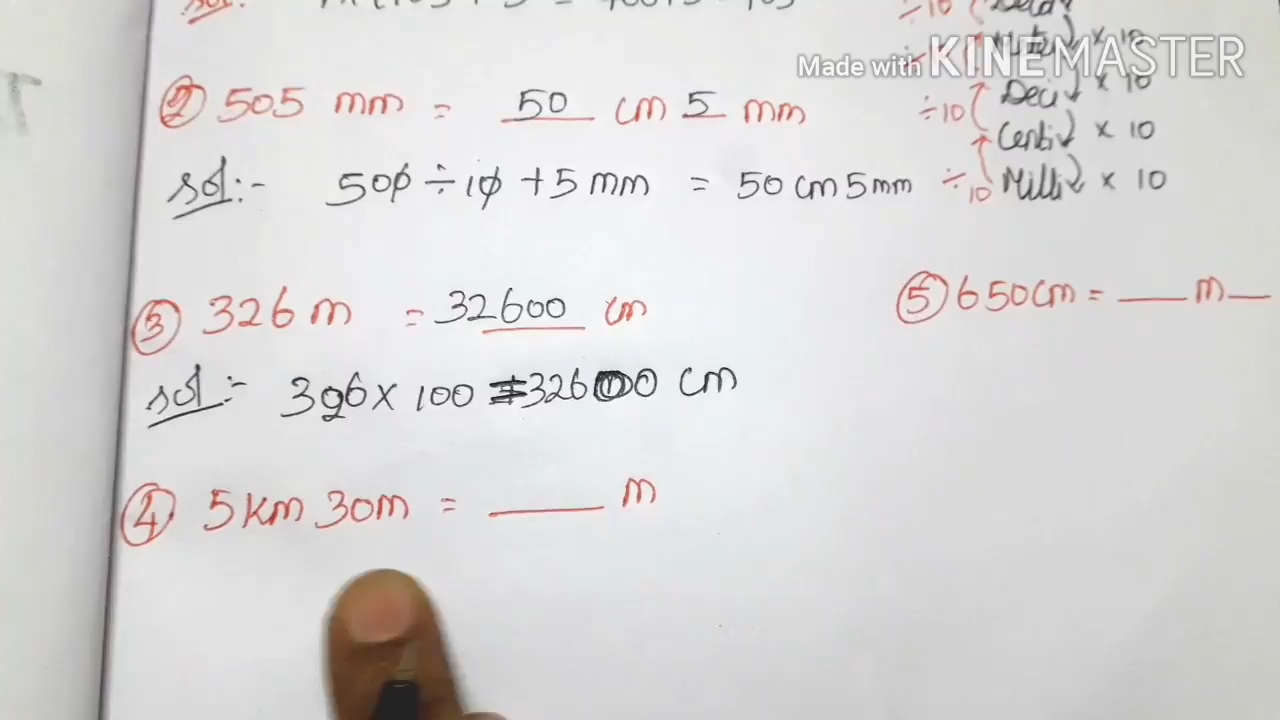 ÷10
Made with KINEMASTER
② 505 mm = 50 cm 5 mm
÷10 Deci × 10
Centi × 10
sol:- 500 ÷ 10 + 5 mm = 50 cm 5 mm
÷10 Milli × 10
③ 326 m = 32600 cm
⑤ 650 cm = ___ m ___
sol:- 326 × 100 = 32600 cm
④ 5 Km 30 m = ____ m